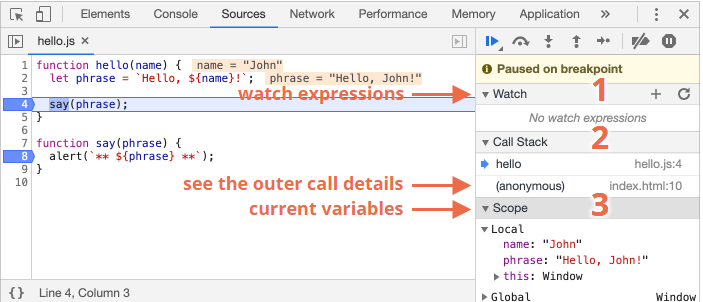 Elements Console Sources Network Performance Memory Application »
hello.js ×
1 function hello(name) { name = "John"
2 let phrase = `Hello, ${name}!`; phrase = "Hello, John!"
3
4 say(phrase);
5 }
6
7 function say(phrase) {
8 alert(`** ${phrase} **`);
9 }
10
{} Line 4, Column 3
watch expressions
see the outer call details
current variables
Paused on breakpoint
Watch 1
No watch expressions
2
Call Stack
hello hello.js:4
(anonymous) index.html:10
Scope 3
Local
name: "John"
phrase: "Hello, John!"
this: Window
Global Window